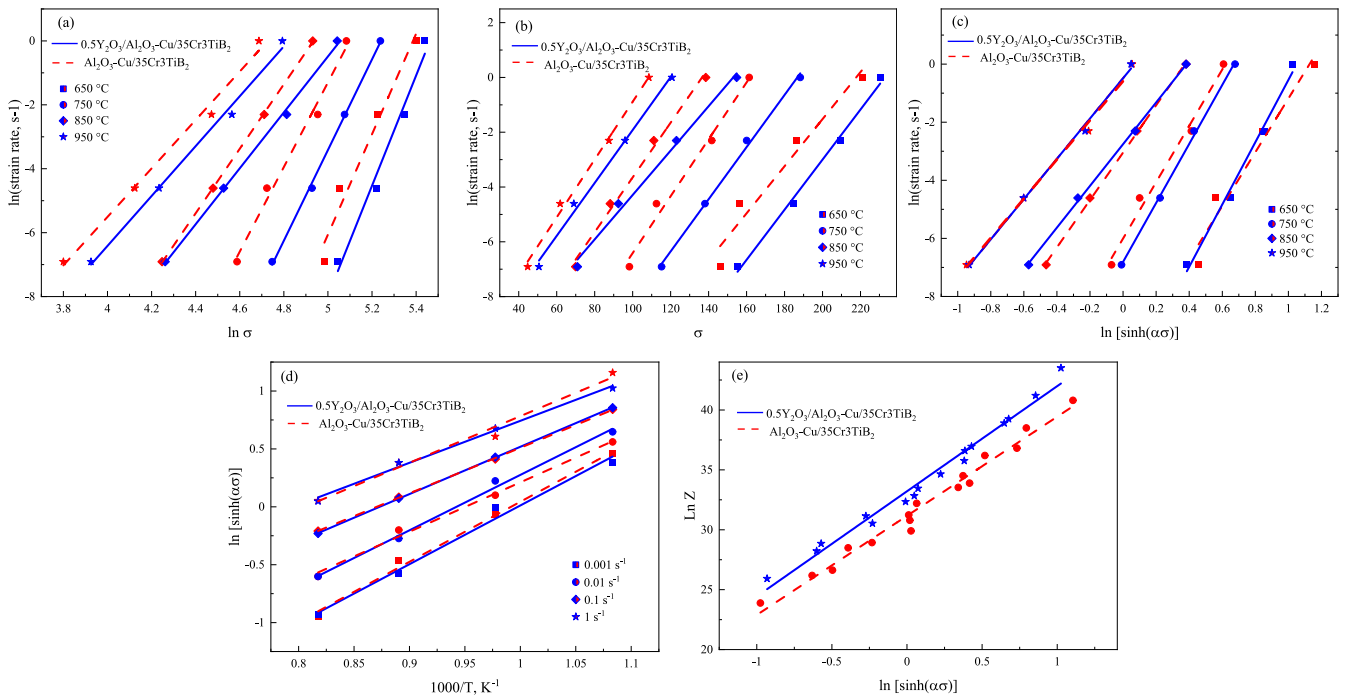 (a)
0.5Y₂O₃/Al₂O₃-Cu/35Cr3TiB₂
Al₂O₃-Cu/35Cr3TiB₂
650 °C
750 °C
850 °C
950 °C
ln(strain rate, s-1)
2
0
-2
-4
-6
-8
3.8 4 4.2 4.4 4.6 4.8 5 5.2 5.4
ln σ
(b)
0.5Y₂O₃/Al₂O₃-Cu/35Cr3TiB₂
Al₂O₃-Cu/35Cr3TiB₂
650 °C
750 °C
850 °C
950 °C
ln(strain rate, s-1)
2
0
-2
-4
-6
-8
40 60 80 100 120 140 160 180 200 220
σ
(c)
0.5Y₂O₃/Al₂O₃-Cu/35Cr3TiB₂
Al₂O₃-Cu/35Cr3TiB₂
650 °C
750 °C
850 °C
950 °C
ln(strain rate, s-1)
2
0
-2
-4
-6
-8
-1 -0.8 -0.6 -0.4 -0.2 0 0.2 0.4 0.6 0.8 1 1.2
ln [sinh(ασ)]
(d)
0.5Y₂O₃/Al₂O₃-Cu/35Cr3TiB₂
Al₂O₃-Cu/35Cr3TiB₂
0.001 s⁻¹
0.01 s⁻¹
0.1 s⁻¹
1 s⁻¹
ln [sinh(ασ)]
1
0.5
0
-0.5
-1
0.8 0.85 0.9 0.95 1 1.05 1.1
1000/T, K⁻¹
(e)
0.5Y₂O₃/Al₂O₃-Cu/35Cr3TiB₂
Al₂O₃-Cu/35Cr3TiB₂
Ln Z
40
35
30
25
20
-1 -0.5 0 0.5 1
ln [sinh(ασ)]